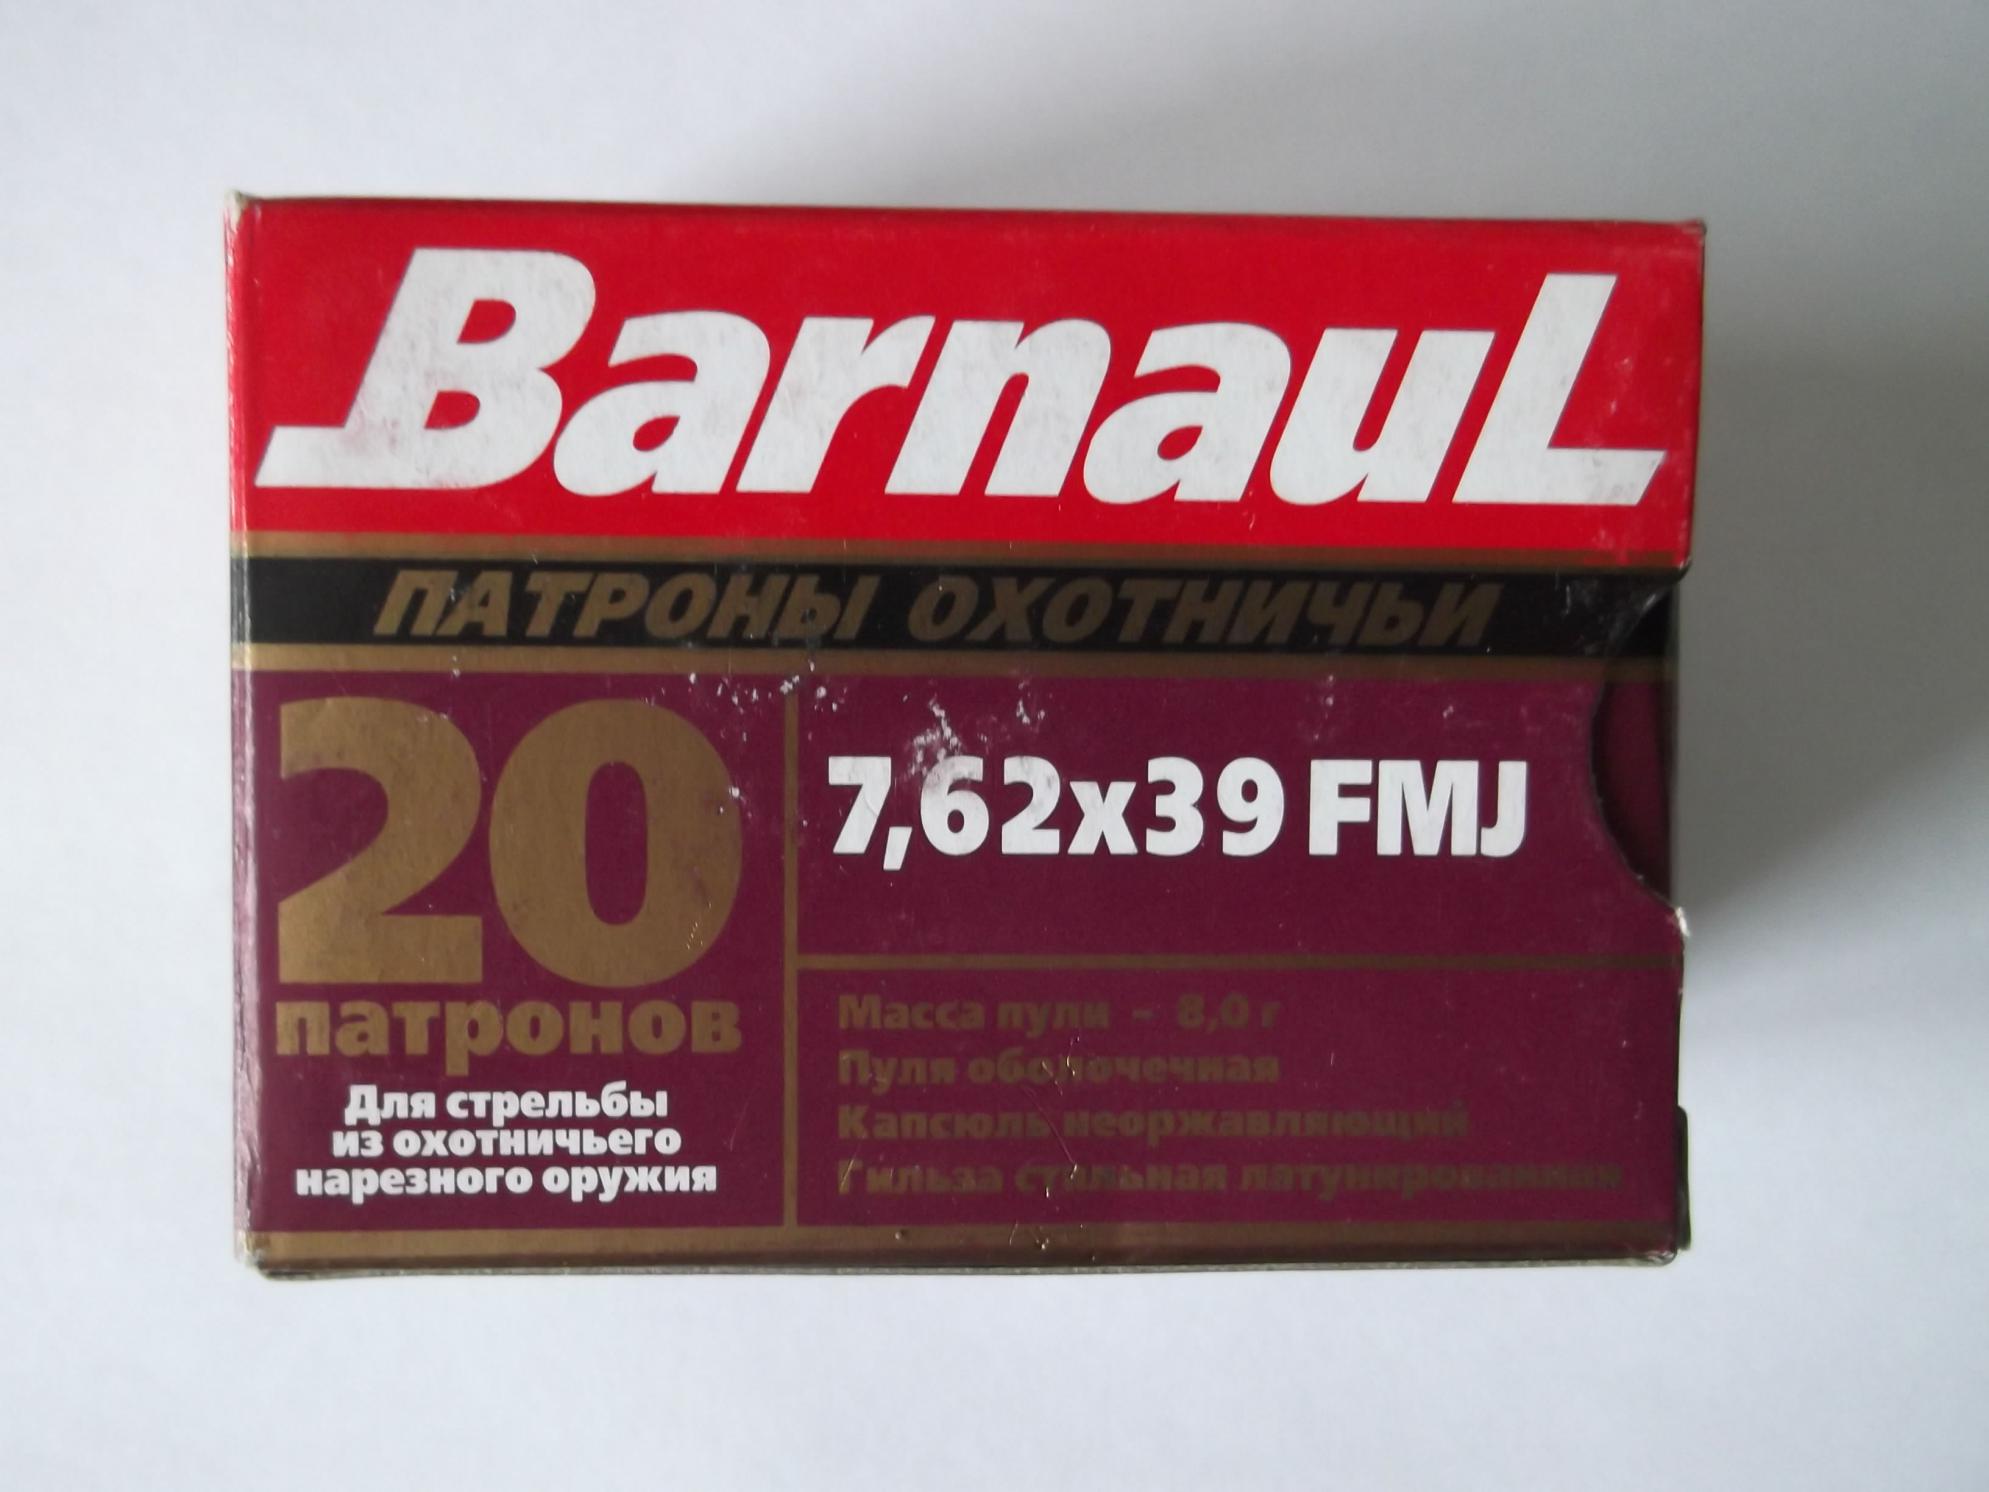 Barnaul
ПАТРОНЫ ОХОТНИЧЬИ
20
патронов
Для стрельбы
из охотничьего
нарезного оружия
7,62x39 FMJ
Масса пули - 8,0 г
Пуля оболочечная
Капсюль неоржавляющий
Гильза стальная латунированная